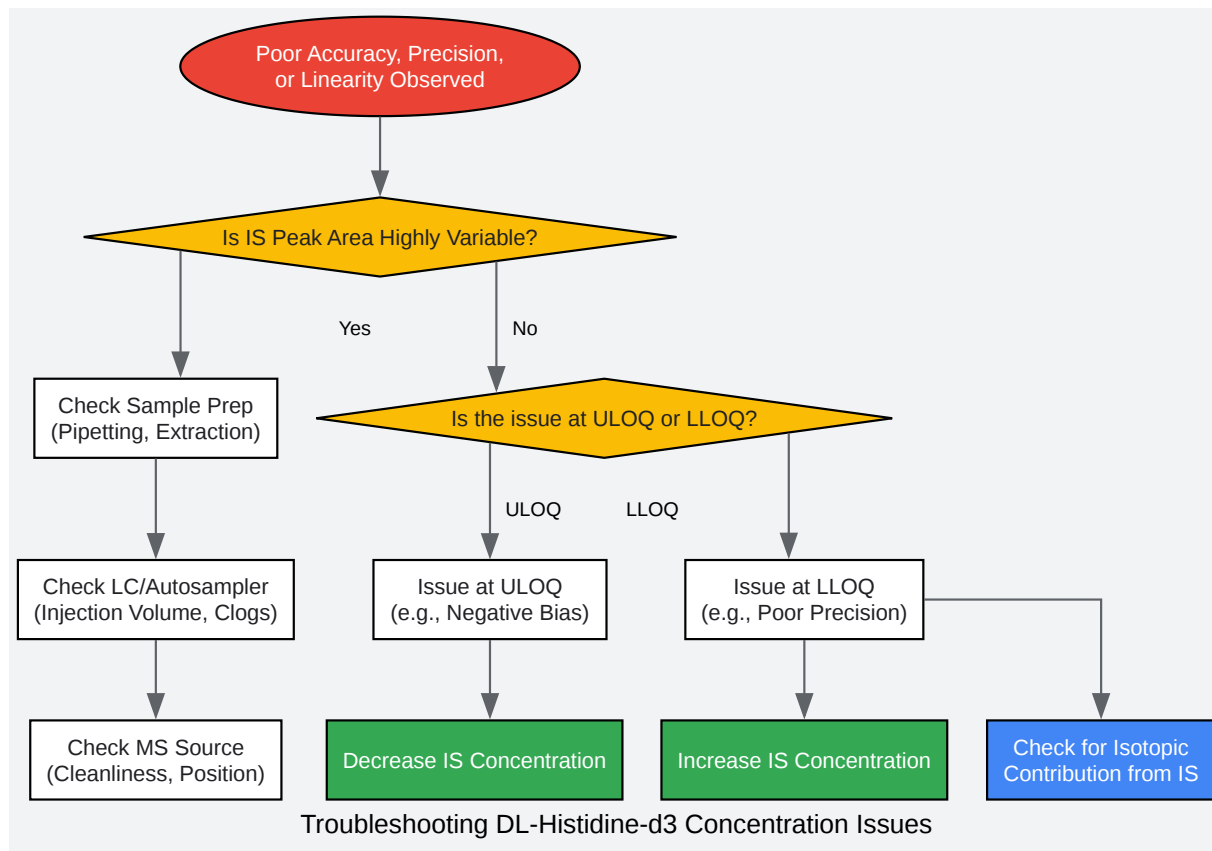 Poor Accuracy, Precision,
or Linearity Observed
Is IS Peak Area Highly Variable?
Yes
No
Check Sample Prep
(Pipetting, Extraction)
Is the issue at ULOQ or LLOQ?
ULOQ
LLOQ
Check LC/Autosampler
(Injection Volume, Clogs)
Issue at ULOQ
(e.g., Negative Bias)
Issue at LLOQ
(e.g., Poor Precision)
Check MS Source
(Cleanliness, Position)
Decrease IS Concentration
Increase IS Concentration
Check for Isotopic
Contribution from IS
Troubleshooting DL-Histidine-d3 Concentration Issues